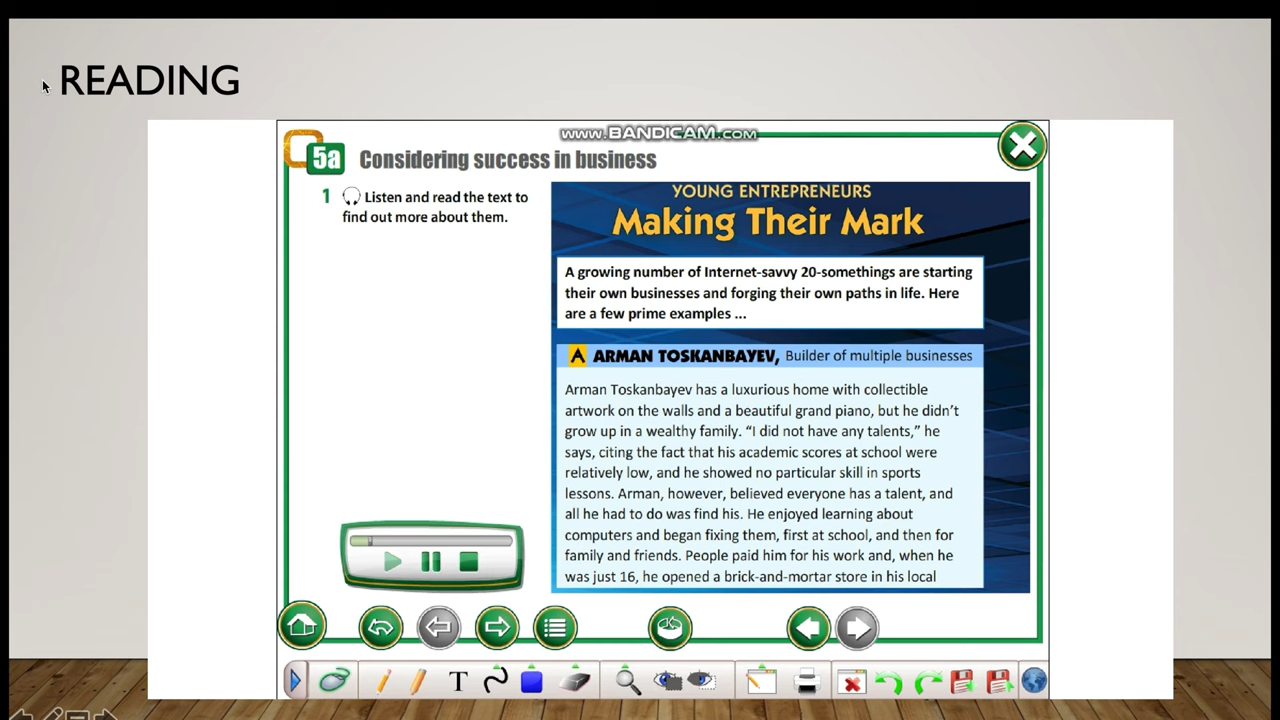 READING
www.BANDICAM.com
5a Considering success in business
1 Listen and read the text to
find out more about them.
YOUNG ENTREPRENEURS
Making Their Mark
A growing number of Internet-savvy 20-somethings are starting
their own businesses and forging their own paths in life. Here
are a few prime examples ...
A ARMAN TOSKANBAYEV, Builder of multiple businesses
Arman Toskanbayev has a luxurious home with collectible
artwork on the walls and a beautiful grand piano, but he didn't
grow up in a wealthy family. “I did not have any talents,” he
says, citing the fact that his academic scores at school were
relatively low, and he showed no particular skill in sports
lessons. Arman, however, believed everyone has a talent, and
all he had to do was find his. He enjoyed learning about
computers and began fixing them, first at school, and then for
family and friends. People paid him for his work and, when he
was just 16, he opened a brick-and-mortar store in his local
T